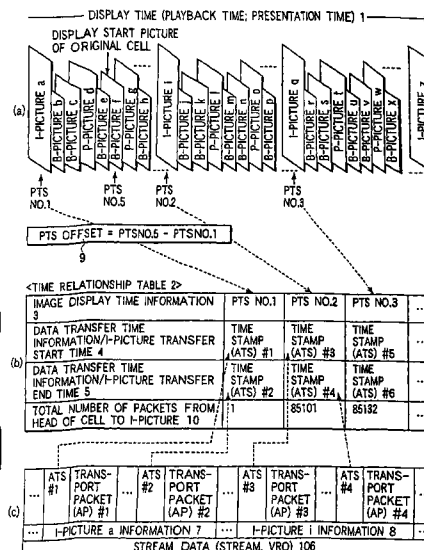 DISPLAY TIME (PLAYBACK TIME; PRESENTATION TIME) 1
DISPLAY START PICTURE
OF ORIGINAL CELL
(a)
I-PICTURE a
B-PICTURE b
B-PICTURE c
P-PICTURE d
B-PICTURE e
B-PICTURE f
P-PICTURE g
B-PICTURE h
I-PICTURE i
B-PICTURE j
B-PICTURE k
P-PICTURE l
B-PICTURE m
B-PICTURE n
P-PICTURE o
B-PICTURE p
I-PICTURE q
B-PICTURE r
B-PICTURE s
P-PICTURE t
B-PICTURE u
B-PICTURE v
P-PICTURE w
B-PICTURE x
PTS NO.1
PTS NO.5
PTS NO.2
PTS NO.3
PTS OFFSET = PTSNO.5 - PTSNO.1
9
<TIME RELATIONSHIP TABLE 2>
(b)
IMAGE DISPLAY TIME INFORMATION 3 PTS NO.1 PTS NO.2 PTS NO.3 ...
DATA TRANSFER TIME INFORMATION/I-PICTURE TRANSFER START TIME 4 TIME STAMP (ATS) #1 TIME STAMP (ATS) #3 TIME STAMP (ATS) #5 ...
DATA TRANSFER TIME INFORMATION/I-PICTURE TRANSFER END TIME 5 TIME STAMP (ATS) #2 TIME STAMP (ATS) #4 TIME STAMP (ATS) #6 ...
TOTAL NUMBER OF PACKETS FROM HEAD OF CELL TO I-PICTURE 10 1 85101 85132 ...
(c)
... ATS #1 TRANS-PORT PACKET (AP) #1 ... ATS #2 TRANS-PORT PACKET (AP) #2 ... ATS #3 TRANS-PORT PACKET (AP) #3 ... ATS #4 TRANS-PORT PACKET (AP) #4 ...
... I-PICTURE a INFORMATION 7 ... I-PICTURE i INFORMATION 8 ...
STREAM DATA (STREAM. VRO) 106